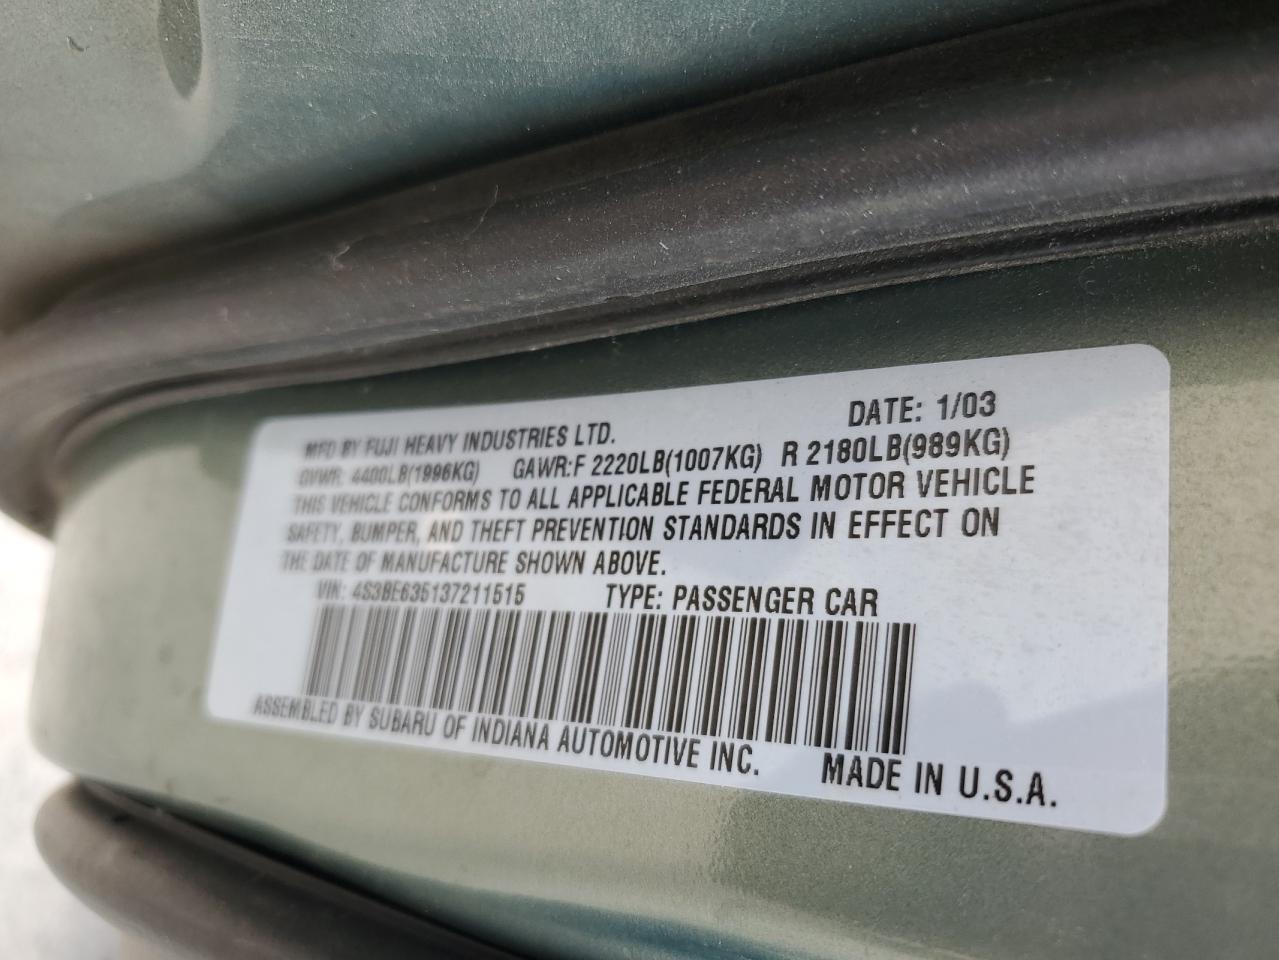 MFD BY FUJI HEAVY INDUSTRIES LTD. DATE: 1/03
GVWR: 4400LB(1996KG) GAWR:F 2220LB(1007KG) R 2180LB(989KG)
THIS VEHICLE CONFORMS TO ALL APPLICABLE FEDERAL MOTOR VEHICLE
SAFETY, BUMPER, AND THEFT PREVENTION STANDARDS IN EFFECT ON
THE DATE OF MANUFACTURE SHOWN ABOVE.
VIN: 4S3BE635137211515 TYPE: PASSENGER CAR
ASSEMBLED BY SUBARU OF INDIANA AUTOMOTIVE INC. MADE IN U.S.A.